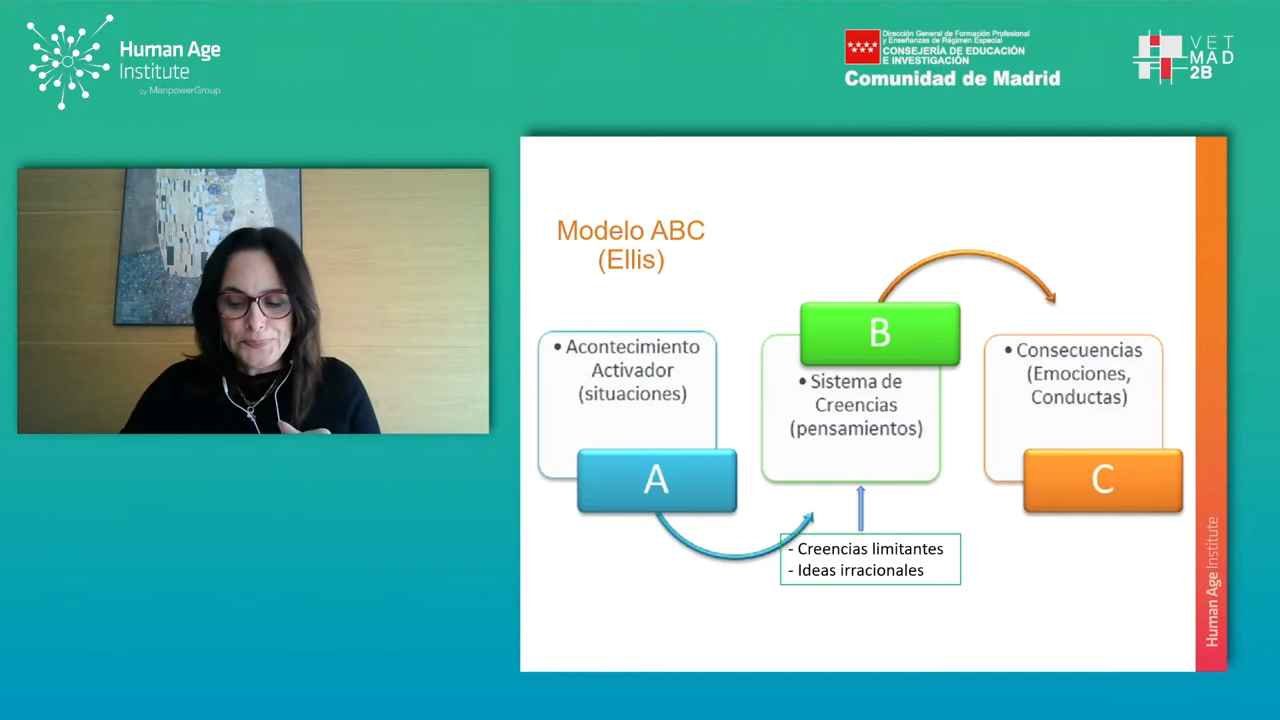 Human Age
Institute
by ManpowerGroup
Dirección General de Formación Profesional
y Enseñanzas de Régimen Especial
CONSEJERÍA DE EDUCACIÓN
E INVESTIGACIÓN
Comunidad de Madrid
VET
MAD
2B
Modelo ABC
(Ellis)
• Acontecimiento
Activador
(situaciones)
A
B
• Sistema de
Creencias
(pensamientos)
• Consecuencias
(Emociones,
Conductas)
C
- Creencias limitantes
- Ideas irracionales
Human Age Institute